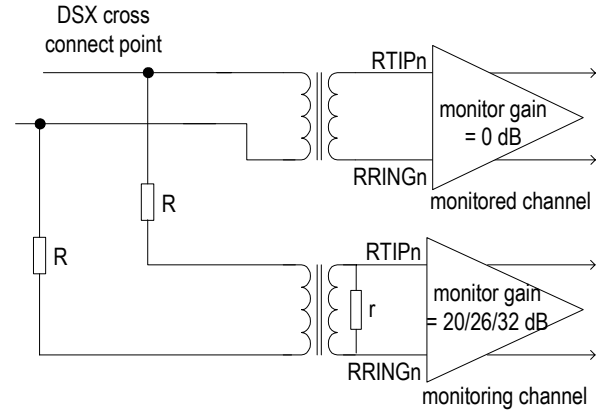 DSX cross
connect point
RTIPn
monitor gain
= 0 dB
RRINGn
monitored channel
R
R
RTIPn
monitor gain
= 20/26/32 dB
r
RRINGn
monitoring channel